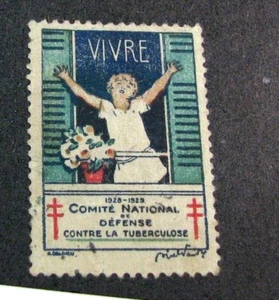 VIVRE
1928-1929
COMITÉ NATIONAL
DE
DÉFENSE
CONTRE LA TUBERCULOSE